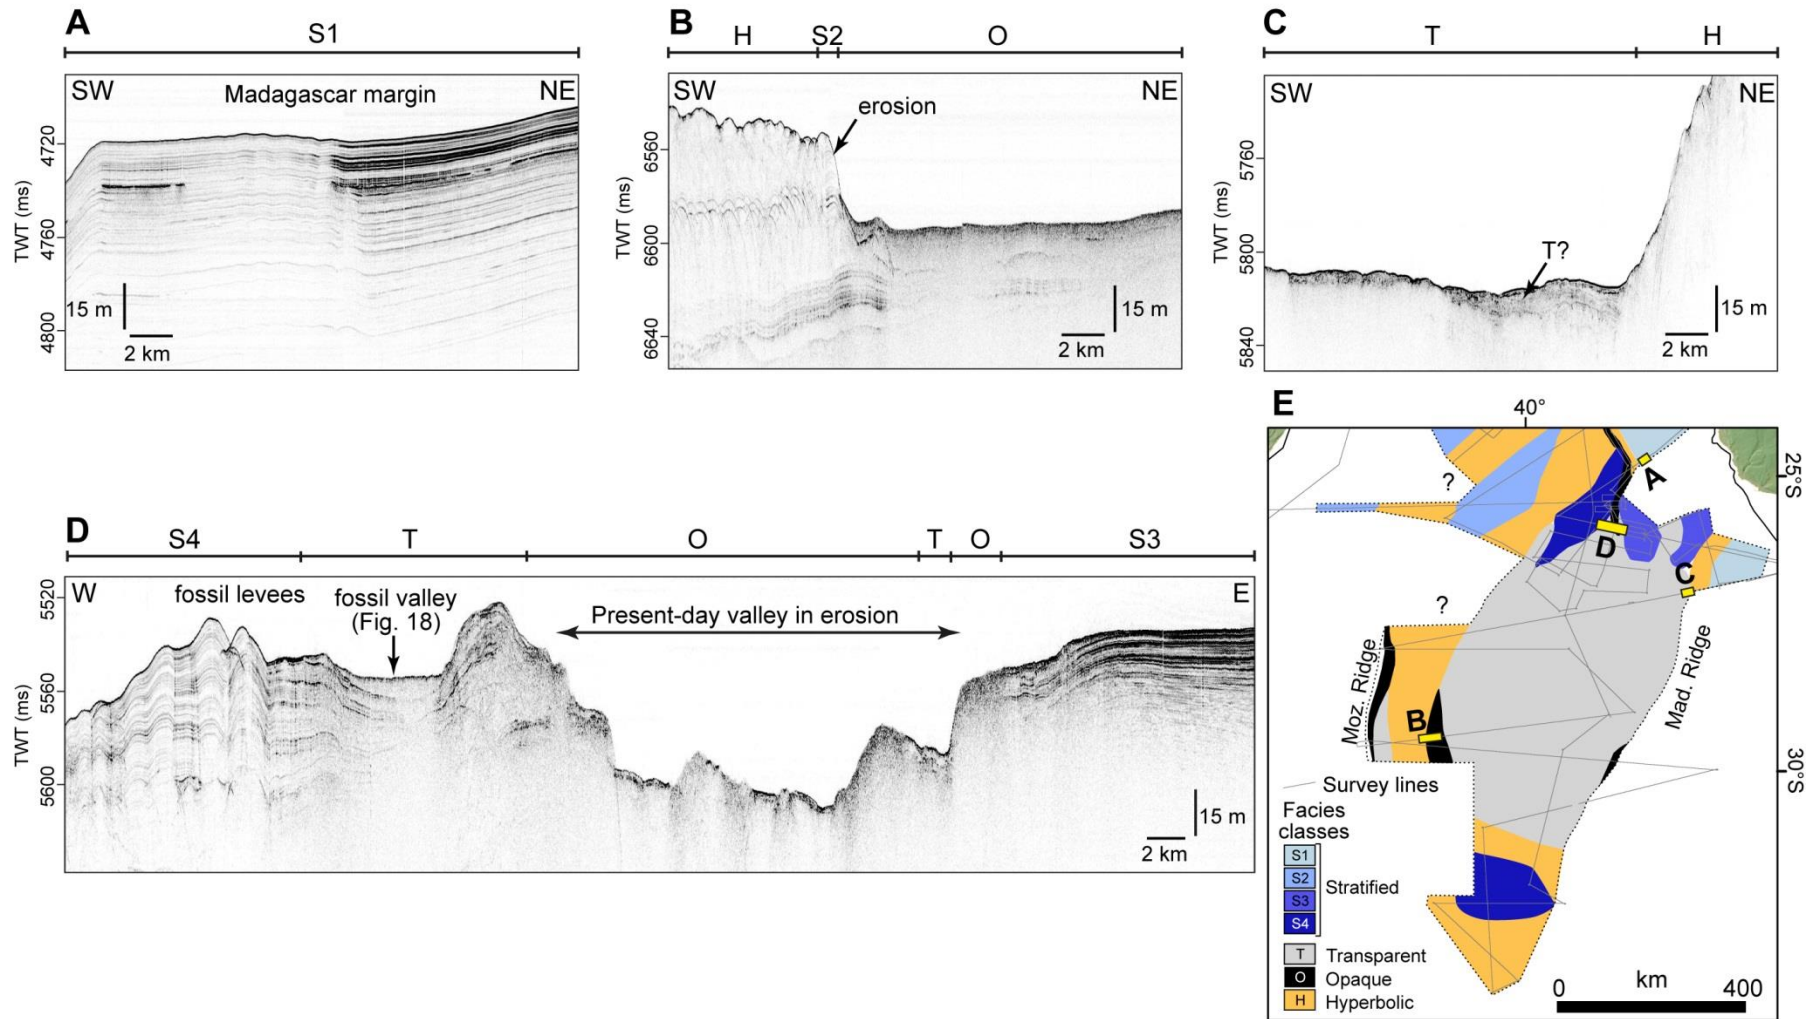 A
S1
SW
Madagascar margin
NE
TWT (ms)
4720
4760
4800
15 m
2 km
B
H
S2
O
NE
SW
erosion
TWT (ms)
6560
6600
6640
15 m
2 km
C
T
H
SW
NE
TWT (ms)
5760
5800
5840
T?
15 m
2 km
D
S4
T
O
T
O
S3
W
fossil levees
fossil valley
(Fig. 18)
Present-day valley in erosion
E
TWT (ms)
5520
5560
5600
15 m
2 km
E
40°
25°S
30°S
?
A
D
C
?
Moz. Ridge
B
Mad. Ridge
Survey lines
Facies
classes
S1
S2
S3
S4
Stratified
T Transparent
O Opaque
H Hyperbolic
km
0 400